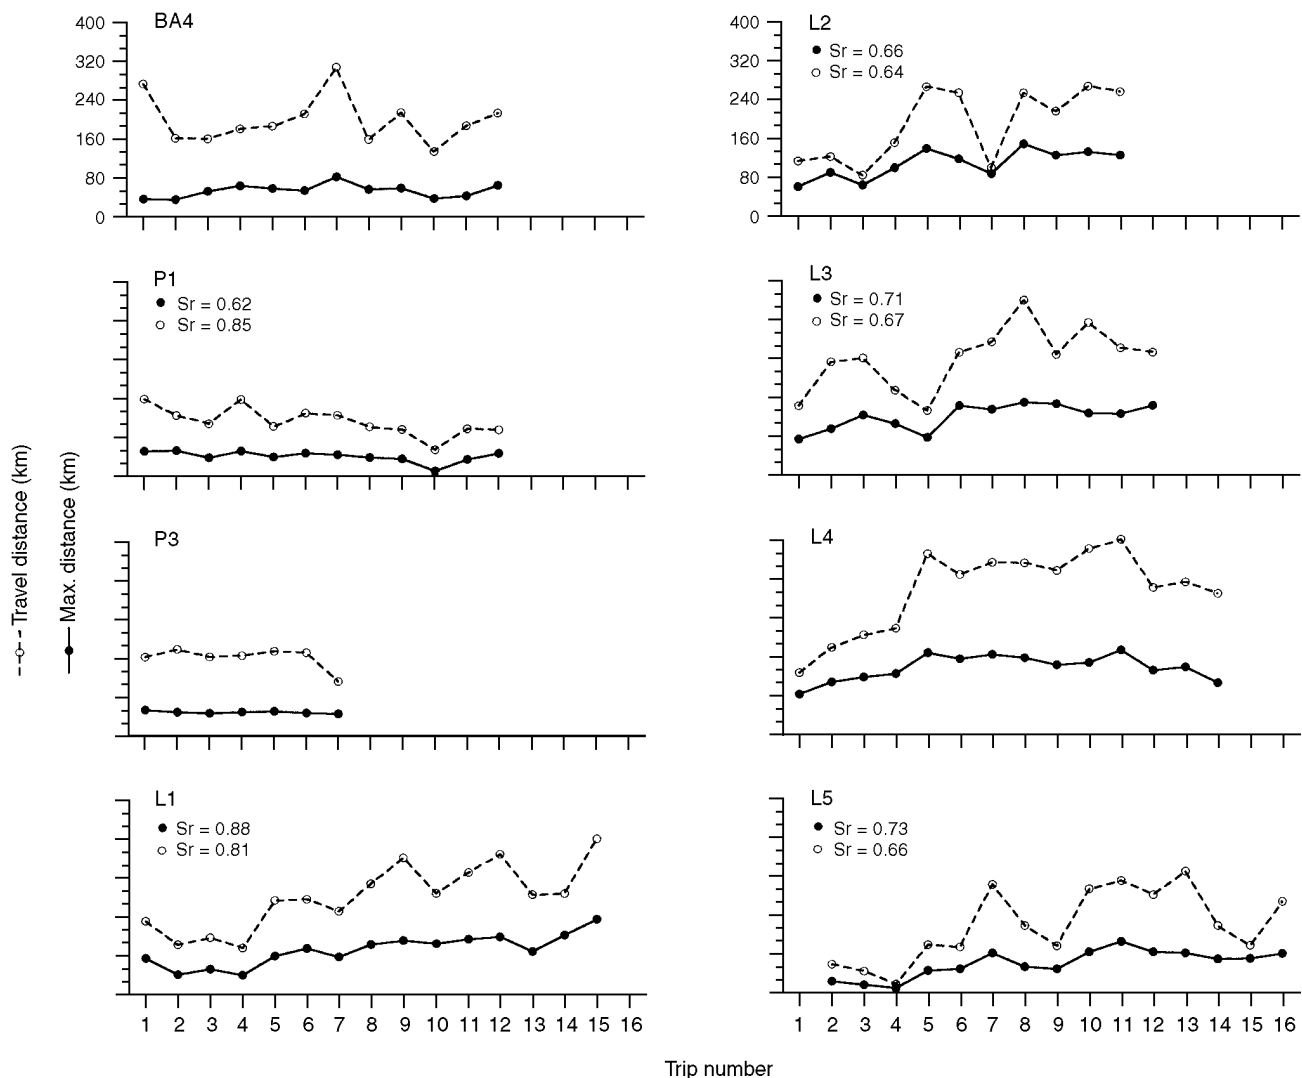 BA4
400
320
240
160
80
0
L2
Sr = 0.66
Sr = 0.64
400
320
240
160
80
0
P1
Sr = 0.62
Sr = 0.85
L3
Sr = 0.71
Sr = 0.67
Travel distance (km)
Max. distance (km)
P3
L4
L1
Sr = 0.88
Sr = 0.81
1 2 3 4 5 6 7 8 9 10 11 12 13 14 15 16
L5
Sr = 0.73
Sr = 0.66
1 2 3 4 5 6 7 8 9 10 11 12 13 14 15 16
Trip number